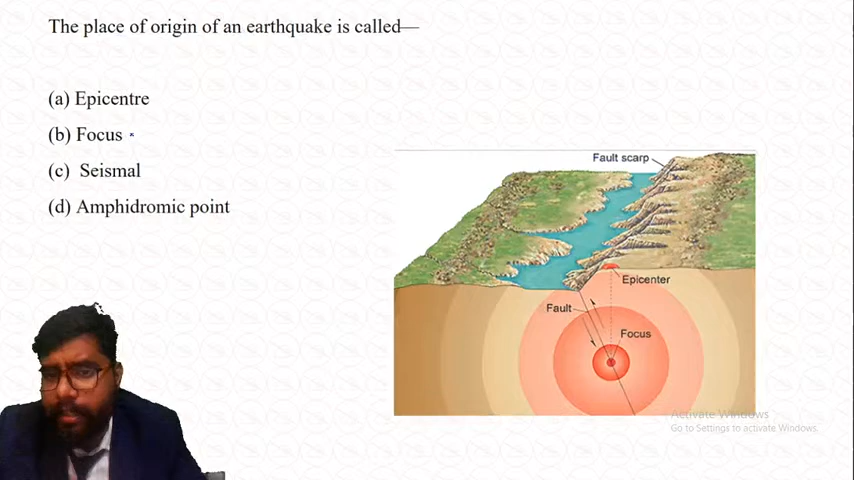 The place of origin of an earthquake is called—
(a) Epicentre
(b) Focus
(c) Seismal
(d) Amphidromic point
Fault scarp
Epicenter
Fault
Focus
Activate Windows
Go to Settings to activate Windows.